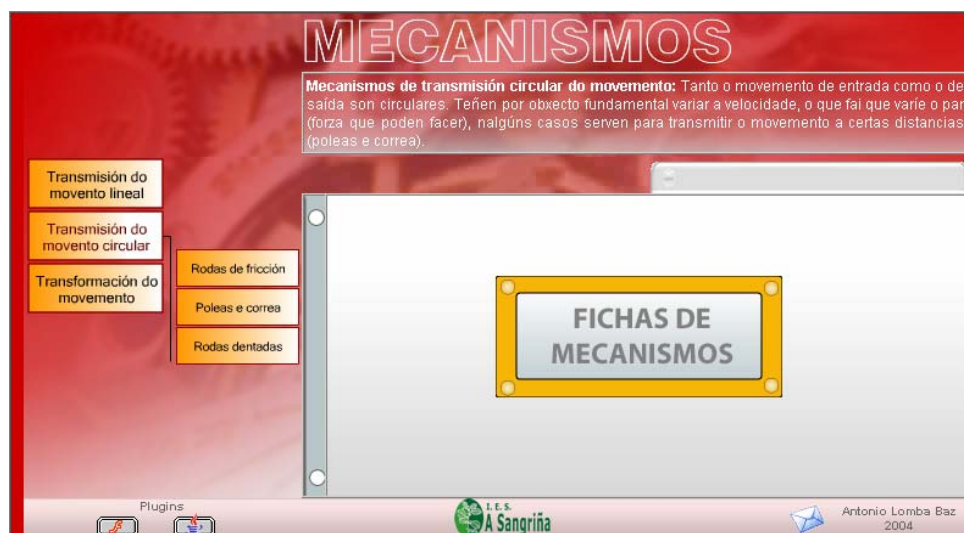 MECANISMOS
Mecanismos de transmisión circular do movemento: Tanto o movemento de entrada como o de
saída son circulares. Teñen por obxecto fundamental variar a velocidade, o que fai que varíe o par
(forza que poden facer), nalgúns casos serven para transmitir o movemento a certas distancias
(poleas e correa).
Transmisión do
movento lineal
Transmisión do
movento circular
Transformación do
movemento
Rodas de fricción
Poleas e correa
Rodas dentadas
FICHAS DE
MECANISMOS
Plugins
I. E. S.
A Sangriña
Antonio Lomba Baz
2004